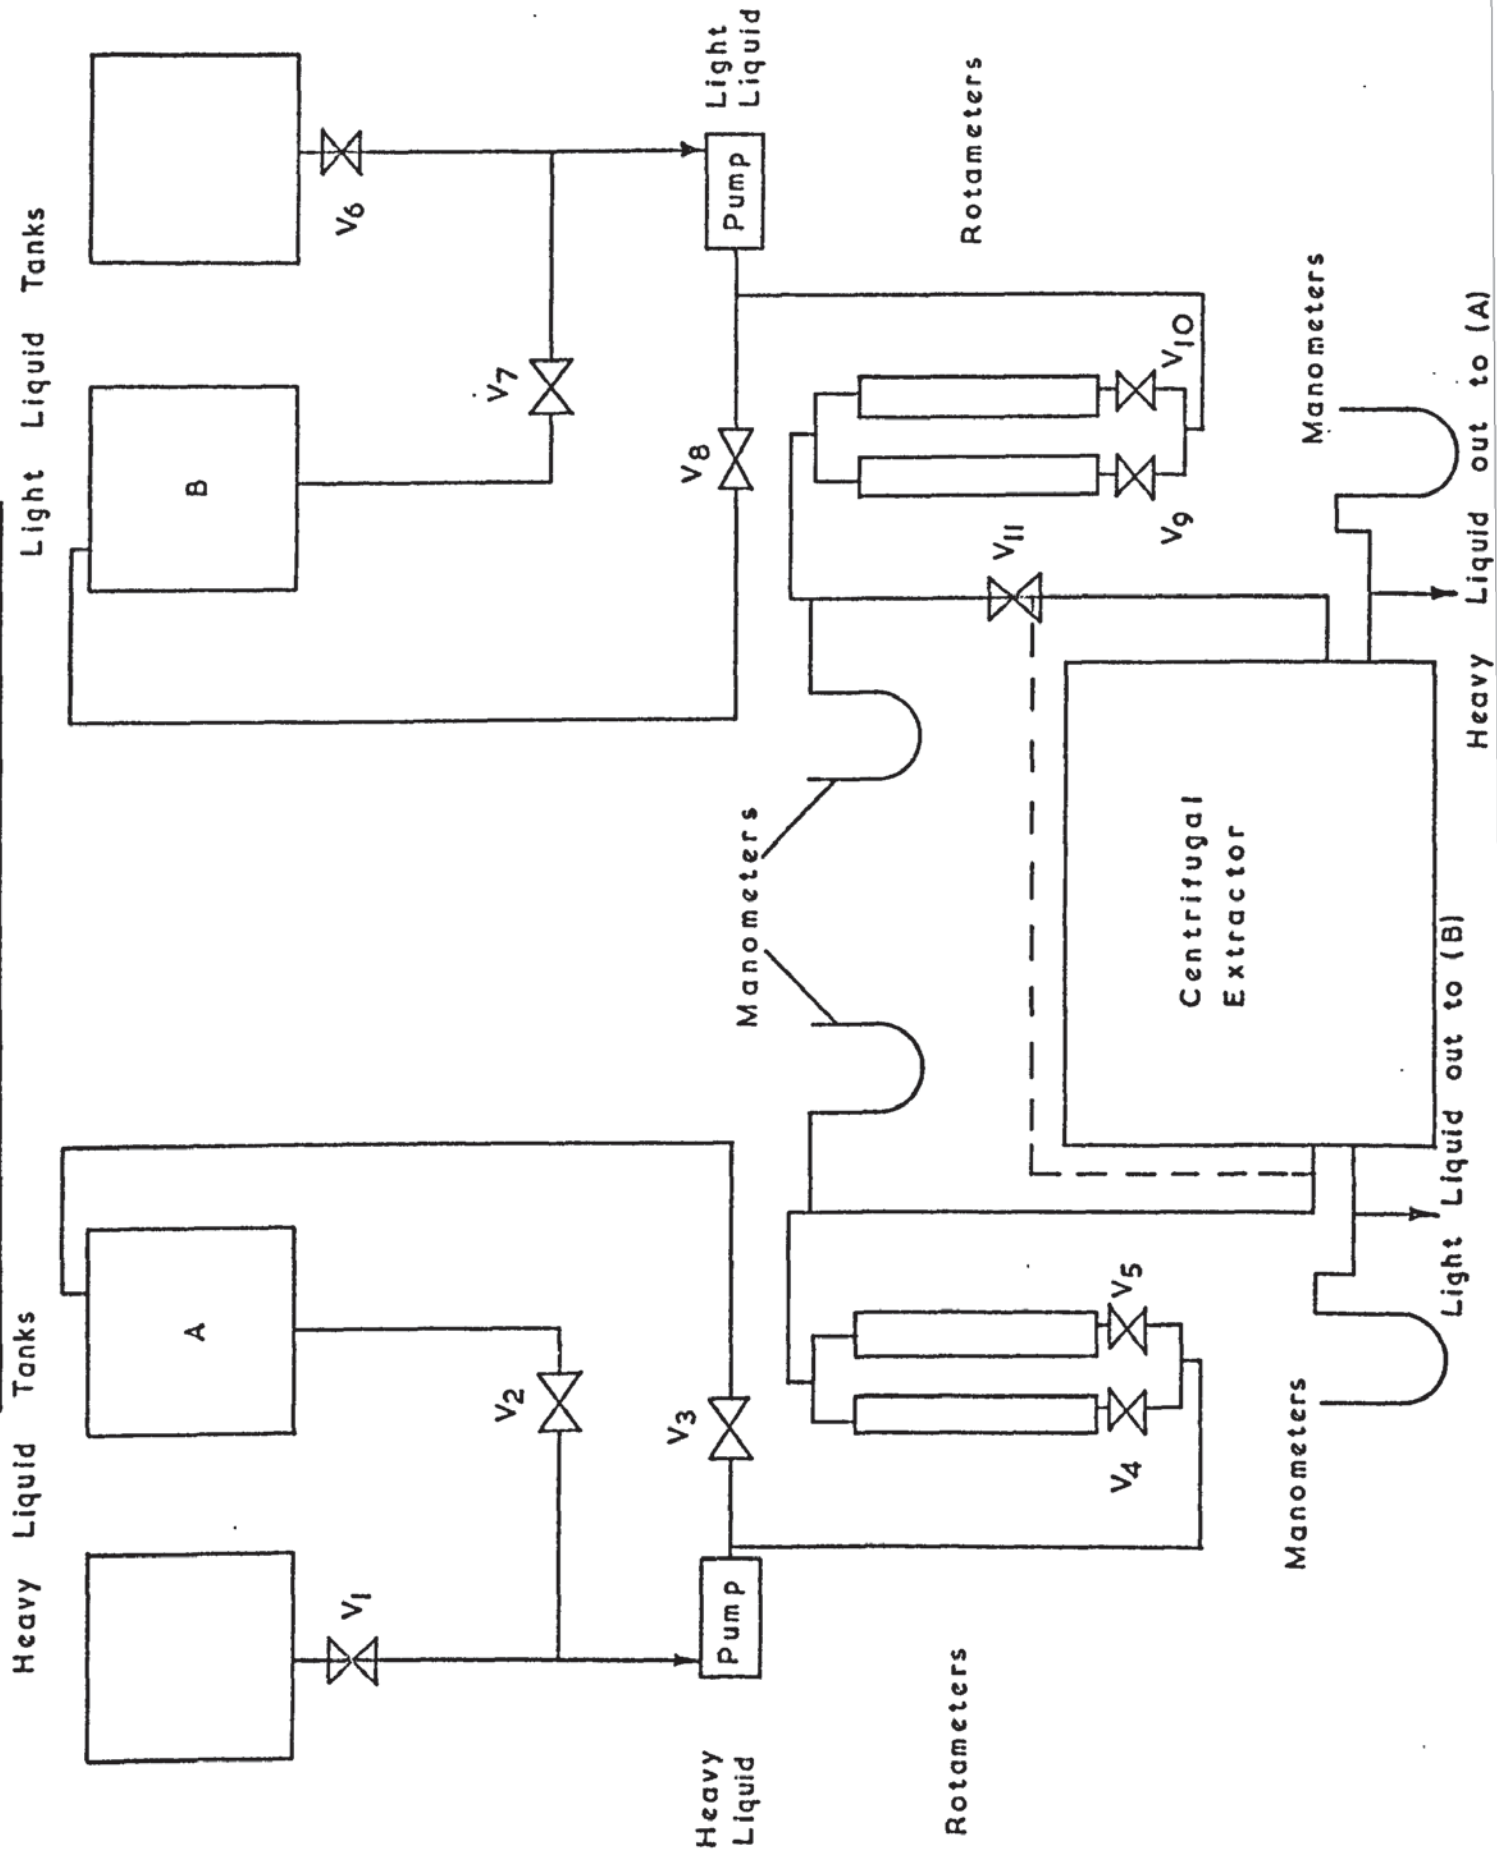 Heavy Liquid Tanks
Light Liquid Tanks
A
B
V1
V2
V7
V6
Heavy
Liquid
Pump
V3
V8
Pump
Light
Liquid
Manometers
Rotameters
Rotameters
V11
V4
V5
V9
V10
Centrifugal
Extractor
Manometers
Manometers
Light Liquid out to (B)
Heavy Liquid out to (A)